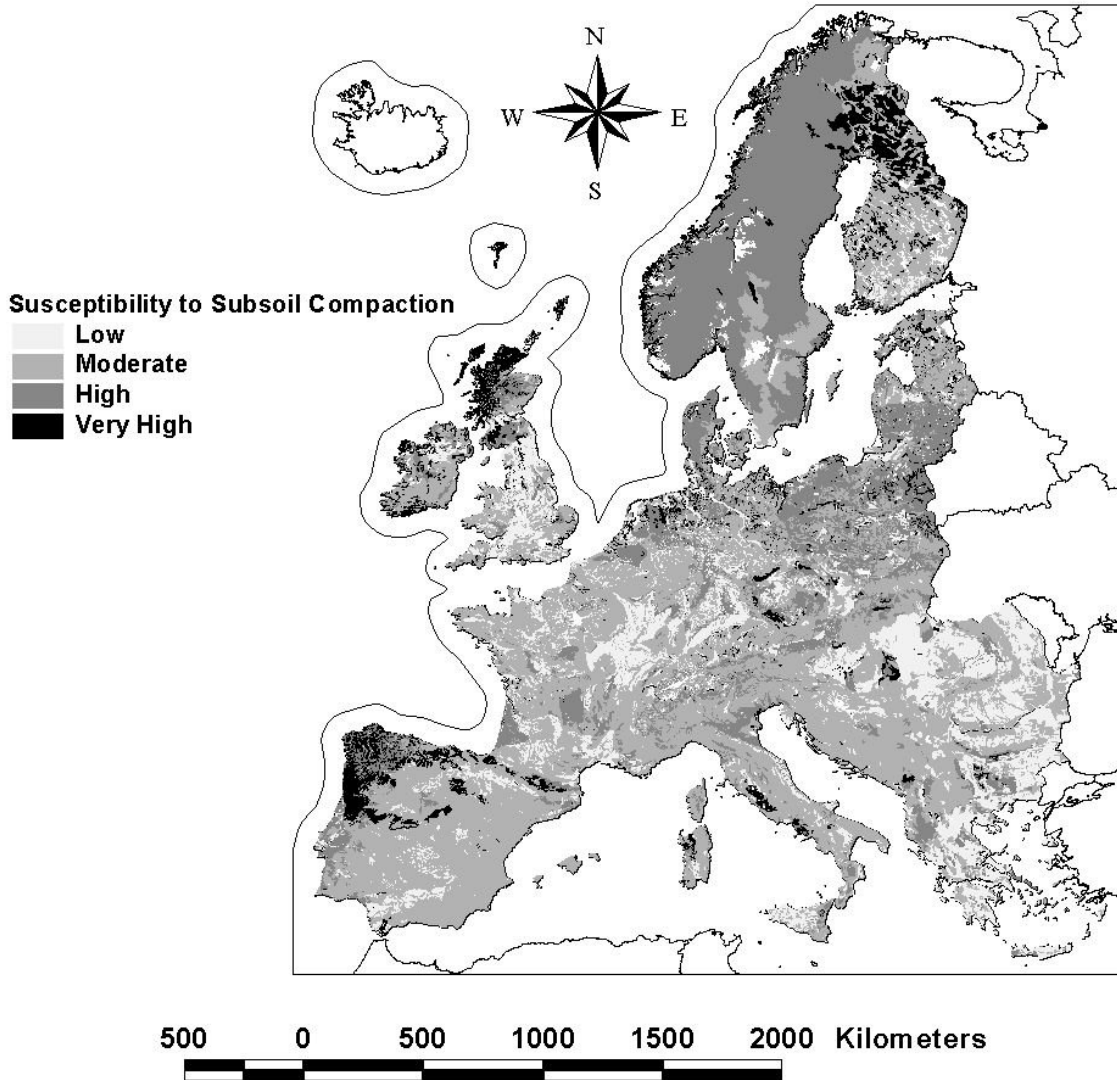 N
W E
S
Susceptibility to Subsoil Compaction
Low
Moderate
High
Very High
500 0 500 1000 1500 2000 Kilometers